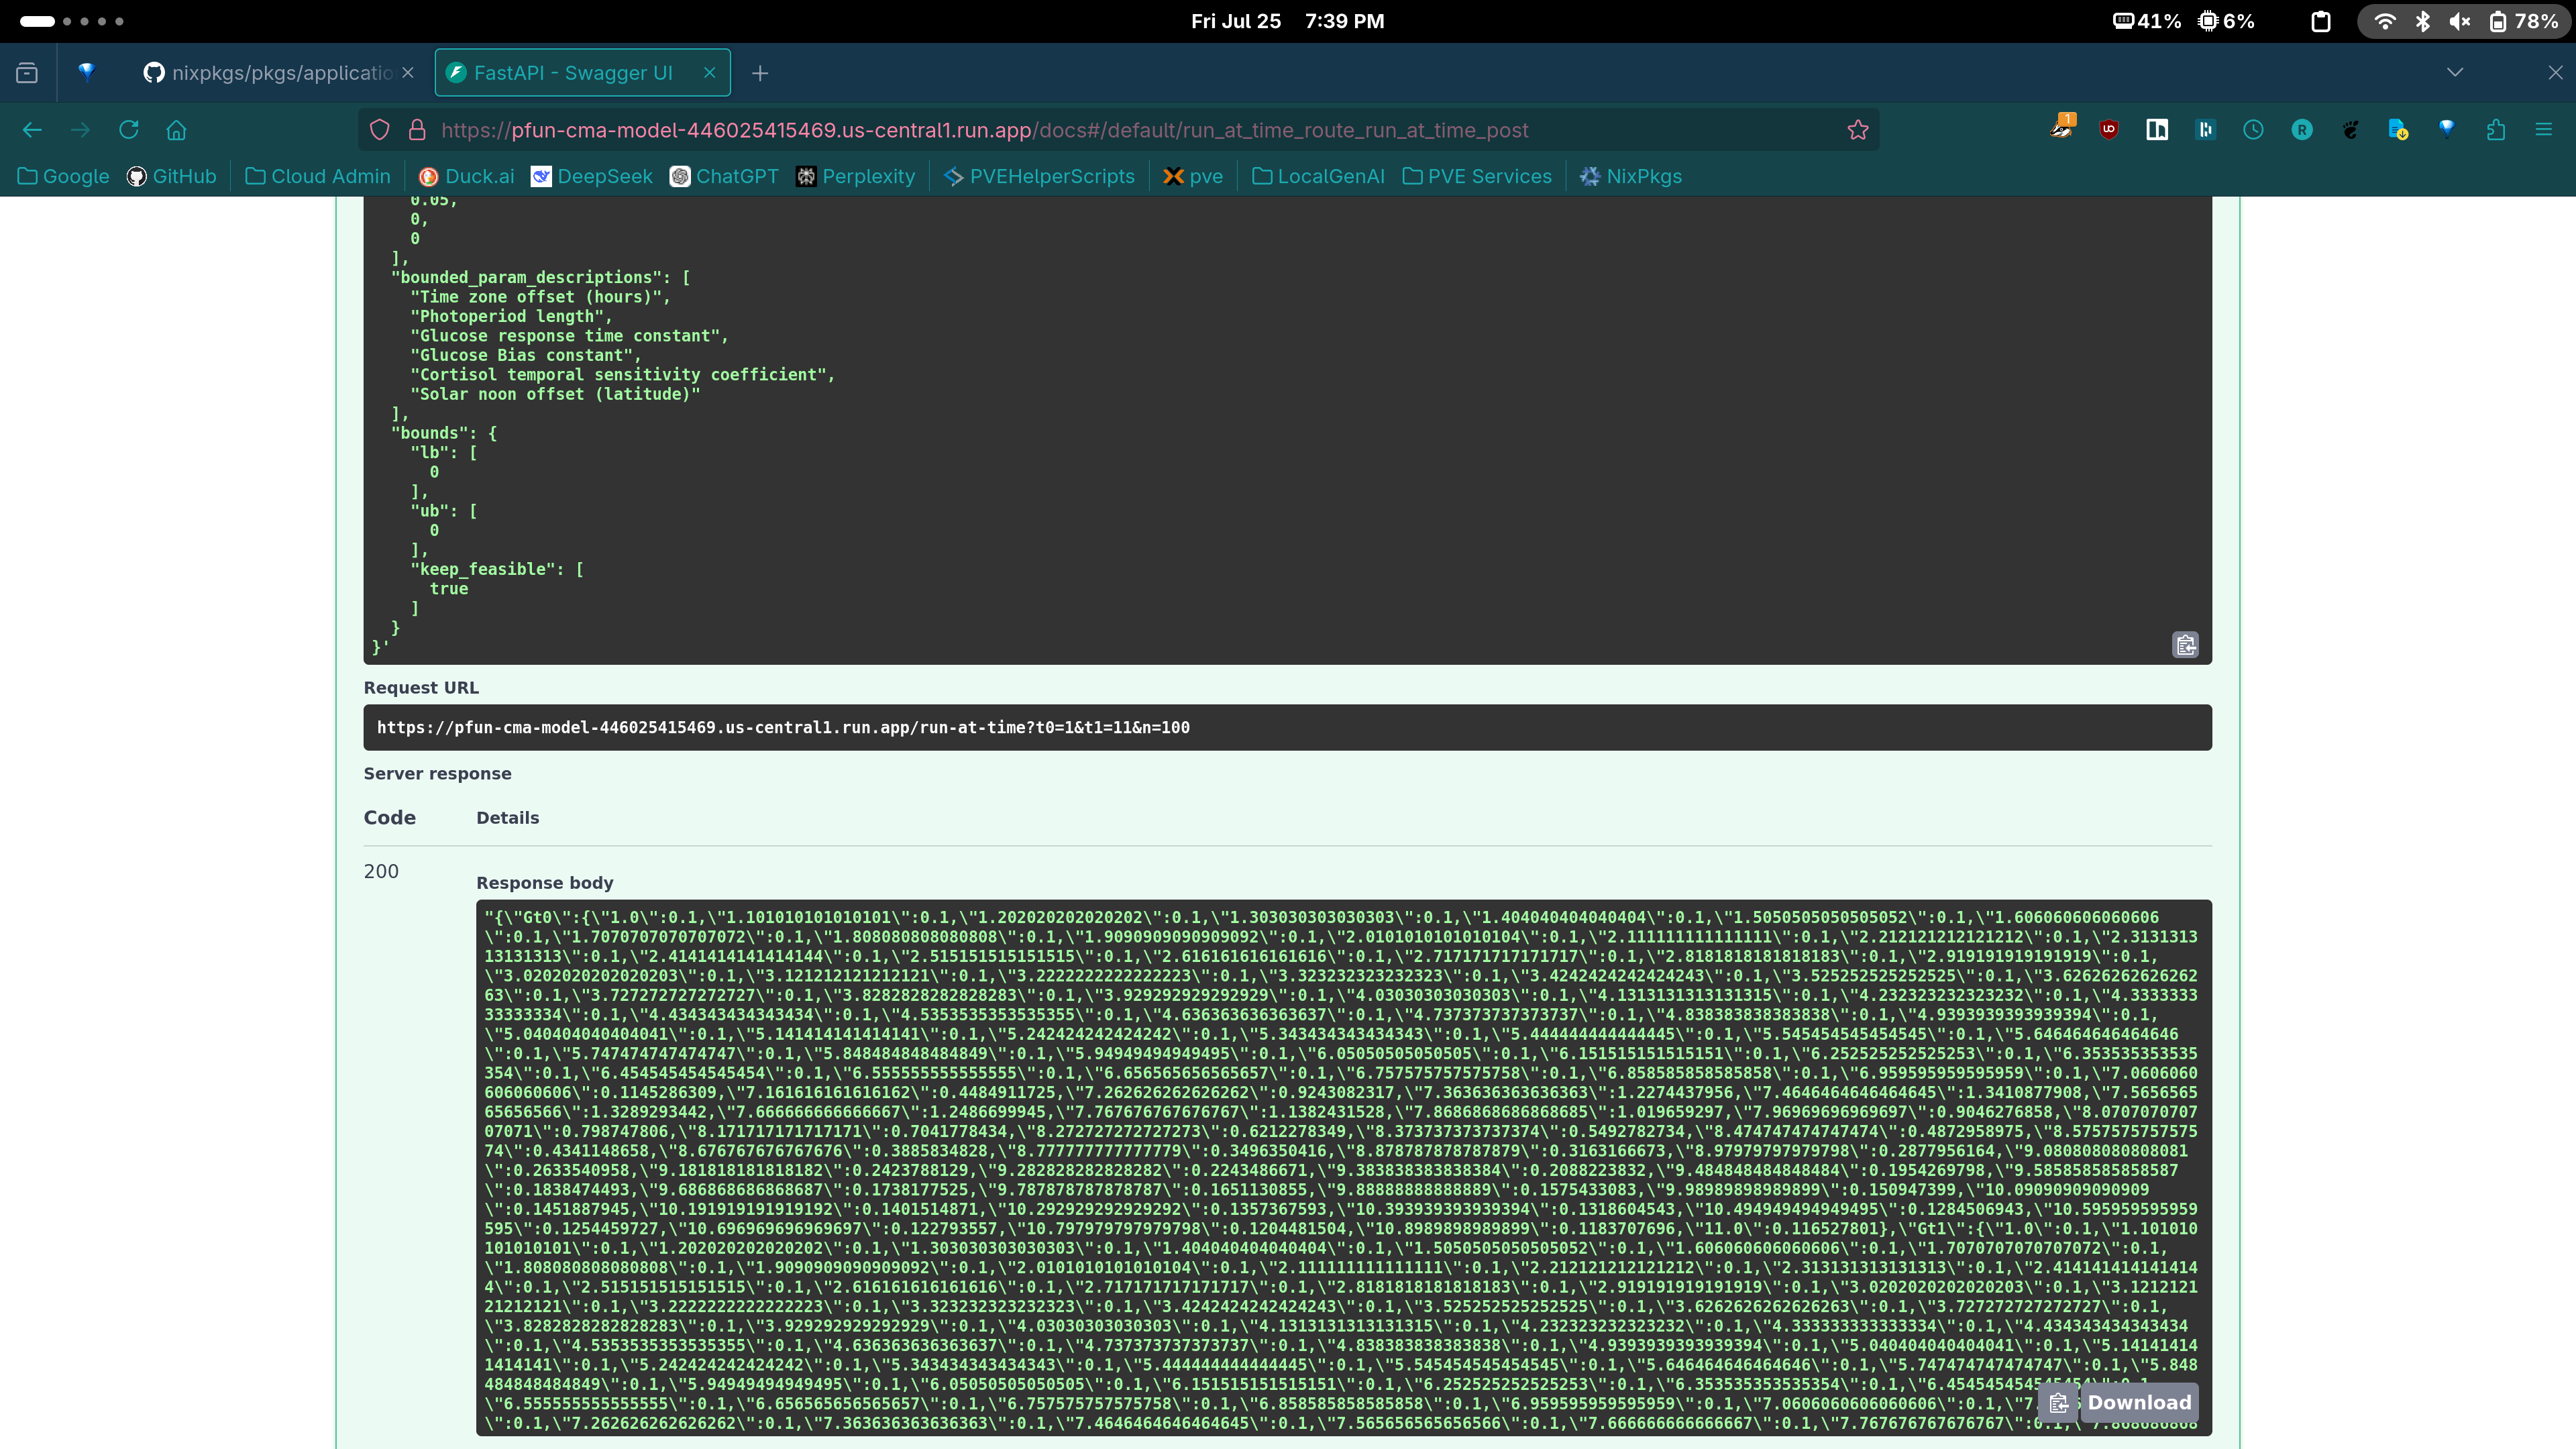 Fri Jul 25 7:39 PM
41% 6% 78%
nixpkgs/pkgs/applicatio
FastAPI - Swagger UI
https://pfun-cma-model-446025415469.us-central1.run.app/docs#/default/run_at_time_route_run_at_time_post
1
Google GitHub Cloud Admin Duck.ai DeepSeek ChatGPT Perplexity PVEHelperScripts pve LocalGenAI PVE Services NixPkgs
0.05,
0,
0
],
"bounded_param_descriptions": [
"Time zone offset (hours)",
"Photoperiod length",
"Glucose response time constant",
"Glucose Bias constant",
"Cortisol temporal sensitivity coefficient",
"Solar noon offset (latitude)"
],
"bounds": {
"lb": [
0
],
"ub": [
0
],
"keep_feasible": [
true
]
}
}'
Request URL
https://pfun-cma-model-446025415469.us-central1.run.app/run-at-time?t0=1&t1=11&n=100
Server response
Code Details
200
Response body
"{\"Gt0\":{\"1.0\":0.1,\"1.101010101010101\":0.1,\"1.202020202020202\":0.1,\"1.303030303030303\":0.1,\"1.404040404040404\":0.1,\"1.5050505050505052\":0.1,\"1.606060606060606
\":0.1,\"1.7070707070707072\":0.1,\"1.808080808080808\":0.1,\"1.9090909090909092\":0.1,\"2.0101010101010104\":0.1,\"2.111111111111111\":0.1,\"2.212121212121212\":0.1,\"2.3131313
13131313\":0.1,\"2.4141414141414144\":0.1,\"2.515151515151515\":0.1,\"2.616161616161616\":0.1,\"2.717171717171717\":0.1,\"2.8181818181818183\":0.1,\"2.919191919191919\":0.1,
\"3.0202020202020203\":0.1,\"3.121212121212121\":0.1,\"3.2222222222222223\":0.1,\"3.323232323232323\":0.1,\"3.4242424242424243\":0.1,\"3.525252525252525\":0.1,\"3.62626262626262
63\":0.1,\"3.727272727272727\":0.1,\"3.8282828282828283\":0.1,\"3.929292929292929\":0.1,\"4.03030303030303\":0.1,\"4.1313131313131315\":0.1,\"4.232323232323232\":0.1,\"4.3333333
33333334\":0.1,\"4.434343434343434\":0.1,\"4.5353535353535355\":0.1,\"4.636363636363637\":0.1,\"4.737373737373737\":0.1,\"4.838383838383838\":0.1,\"4.9393939393939394\":0.1,
\"5.040404040404041\":0.1,\"5.141414141414141\":0.1,\"5.242424242424242\":0.1,\"5.343434343434343\":0.1,\"5.444444444444445\":0.1,\"5.545454545454545\":0.1,\"5.646464646464646
\":0.1,\"5.747474747474747\":0.1,\"5.848484848484849\":0.1,\"5.94949494949495\":0.1,\"6.05050505050505\":0.1,\"6.151515151515151\":0.1,\"6.252525252525253\":0.1,\"6.353535353535
354\":0.1,\"6.454545454545454\":0.1,\"6.555555555555555\":0.1,\"6.656565656565657\":0.1,\"6.757575757575758\":0.1,\"6.858585858585858\":0.1,\"6.959595959595959\":0.1,\"7.0606060
606060606\":0.1145286309,\"7.161616161616162\":0.4484911725,\"7.262626262626262\":0.9243082317,\"7.363636363636363\":1.2274437956,\"7.4646464646464645\":1.3410877908,\"7.5656565
65656566\":1.3289293442,\"7.666666666666667\":1.2486699945,\"7.767676767676767\":1.1382431528,\"7.8686868686868685\":1.019659297,\"7.96969696969697\":0.9046276858,\"8.0707070707
07071\":0.798747806,\"8.171717171717171\":0.7041778434,\"8.272727272727273\":0.6212278349,\"8.373737373737374\":0.5492782734,\"8.474747474747474\":0.4872958975,\"8.5757575757575
74\":0.4341148658,\"8.676767676767676\":0.3885834828,\"8.777777777777779\":0.3496350416,\"8.878787878787879\":0.3163166673,\"8.97979797979798\":0.2877956164,\"9.080808080808081
\":0.2633540958,\"9.181818181818182\":0.2423788129,\"9.282828282828282\":0.2243486671,\"9.383838383838384\":0.2088223832,\"9.484848484848484\":0.1954269798,\"9.585858585858587
\":0.1838474493,\"9.686868686868687\":0.1738177525,\"9.787878787878787\":0.1651130855,\"9.88888888888889\":0.1575433083,\"9.98989898989899\":0.150947399,\"10.09090909090909
\":0.1451887945,\"10.191919191919192\":0.1401514871,\"10.292929292929292\":0.1357367593,\"10.393939393939394\":0.1318604543,\"10.494949494949495\":0.1284506943,\"10.595959595959
595\":0.1254459727,\"10.696969696969697\":0.122793557,\"10.797979797979798\":0.1204481504,\"10.8989898989899\":0.1183707696,\"11.0\":0.116527801},\"Gt1\":{\"1.0\":0.1,\"1.101010
101010101\":0.1,\"1.202020202020202\":0.1,\"1.303030303030303\":0.1,\"1.404040404040404\":0.1,\"1.5050505050505052\":0.1,\"1.606060606060606\":0.1,\"1.7070707070707072\":0.1,
\"1.808080808080808\":0.1,\"1.9090909090909092\":0.1,\"2.0101010101010104\":0.1,\"2.111111111111111\":0.1,\"2.212121212121212\":0.1,\"2.313131313131313\":0.1,\"2.414141414141414
4\":0.1,\"2.515151515151515\":0.1,\"2.616161616161616\":0.1,\"2.717171717171717\":0.1,\"2.8181818181818183\":0.1,\"2.919191919191919\":0.1,\"3.0202020202020203\":0.1,\"3.1212121
21212121\":0.1,\"3.2222222222222223\":0.1,\"3.323232323232323\":0.1,\"3.4242424242424243\":0.1,\"3.525252525252525\":0.1,\"3.6262626262626263\":0.1,\"3.727272727272727\":0.1,
\"3.8282828282828283\":0.1,\"3.929292929292929\":0.1,\"4.03030303030303\":0.1,\"4.1313131313131315\":0.1,\"4.232323232323232\":0.1,\"4.333333333333334\":0.1,\"4.434343434343434
\":0.1,\"4.5353535353535355\":0.1,\"4.636363636363637\":0.1,\"4.737373737373737\":0.1,\"4.838383838383838\":0.1,\"4.9393939393939394\":0.1,\"5.040404040404041\":0.1,\"5.14141414
1414141\":0.1,\"5.242424242424242\":0.1,\"5.343434343434343\":0.1,\"5.444444444444445\":0.1,\"5.545454545454545\":0.1,\"5.646464646464646\":0.1,\"5.747474747474747\":0.1,\"5.848
484848484849\":0.1,\"5.94949494949495\":0.1,\"6.05050505050505\":0.1,\"6.151515151515151\":0.1,\"6.252525252525253\":0.1,\"6.353535353535354\":0.1,\"6.454545454545454\":0.1,
\"6.555555555555555\":0.1,\"6.656565656565657\":0.1,\"6.757575757575758\":0.1,\"6.858585858585858\":0.1,\"6.959595959595959\":0.1,\"7.0606060606060606\":0.1,\"7.
\":0.1,\"7.262626262626262\":0.1,\"7.363636363636363\":0.1,\"7.4646464646464645\":0.1,\"7.565656565656566\":0.1,\"7.666666666666667\":0.1,\"7.767676767676767\":0.1,
Download